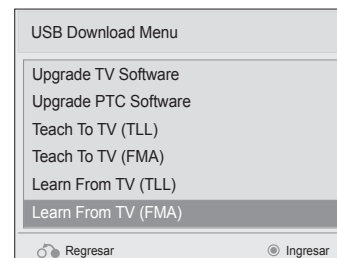 USB Download Menu
Upgrade TV Software
Upgrade PTC Software
Teach To TV (TLL)
Teach To TV (FMA)
Learn From TV (TLL)
Learn From TV (FMA)
Regresar Ingresar